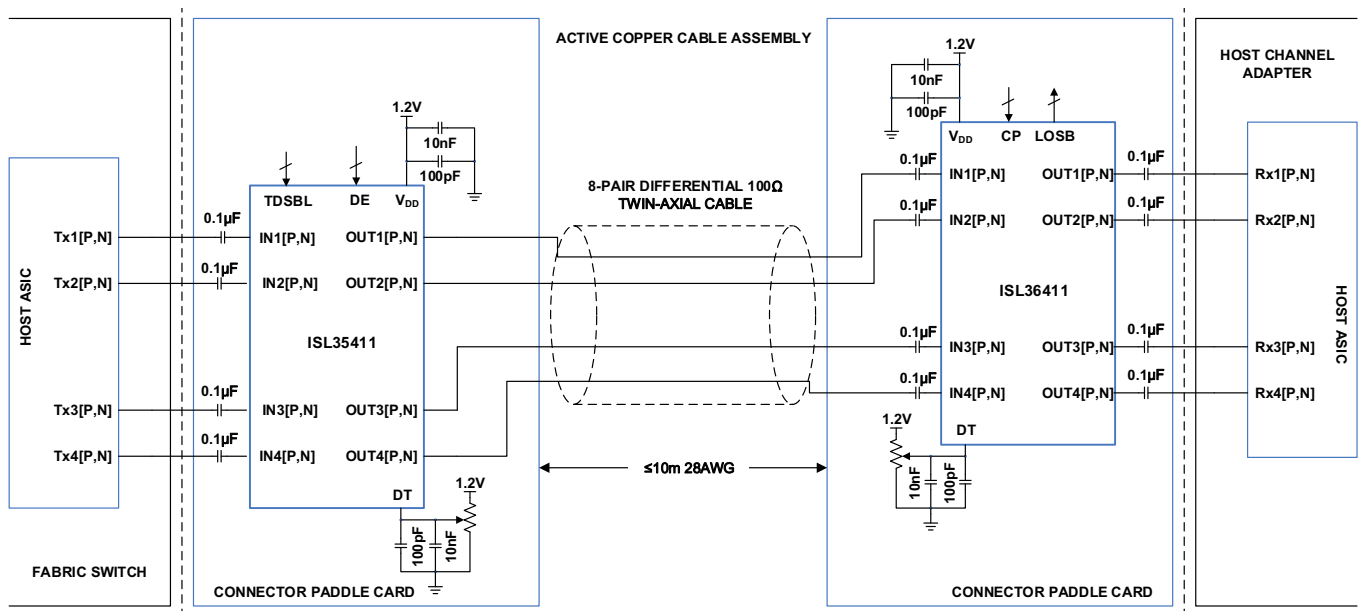 ACTIVE COPPER CABLE ASSEMBLY
HOST CHANNEL
ADAPTER
FABRIC SWITCH
HOST ASIC
Tx1[P,N]
Tx2[P,N]
Tx3[P,N]
Tx4[P,N]
0.1µF
0.1µF
0.1µF
0.1µF
1.2V
10nF
100pF
TDSBL
DE
VDD
IN1[P,N]
OUT1[P,N]
IN2[P,N]
OUT2[P,N]
ISL35411
IN3[P,N]
OUT3[P,N]
IN4[P,N]
OUT4[P,N]
DT
1.2V
100pF
10nF
CONNECTOR PADDLE CARD
8-PAIR DIFFERENTIAL 100Ω
TWIN-AXIAL CABLE
≤10m 28AWG
1.2V
10nF
100pF
0.1µF
0.1µF
0.1µF
0.1µF
VDD
CP
LOSB
IN1[P,N]
OUT1[P,N]
IN2[P,N]
OUT2[P,N]
ISL36411
IN3[P,N]
OUT3[P,N]
IN4[P,N]
OUT4[P,N]
DT
1.2V
10nF
100pF
CONNECTOR PADDLE CARD
0.1µF
0.1µF
0.1µF
0.1µF
Rx1[P,N]
Rx2[P,N]
Rx3[P,N]
Rx4[P,N]
HOST ASIC